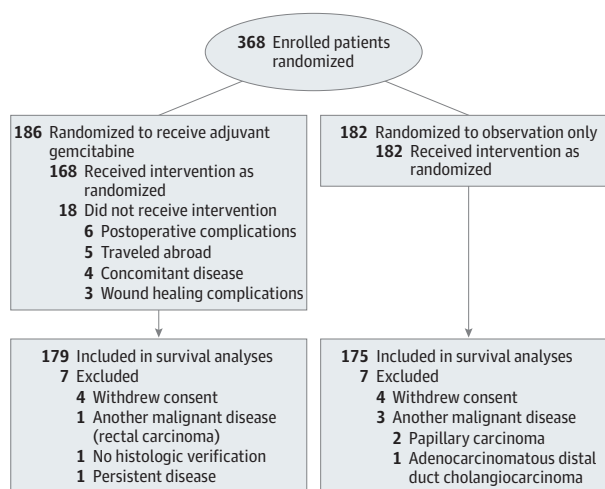 368 Enrolled patients
randomized
186 Randomized to receive adjuvant
gemcitabine
168 Received intervention as
randomized
18 Did not receive intervention
6 Postoperative complications
5 Traveled abroad
4 Concomitant disease
3 Wound healing complications
182 Randomized to observation only
182 Received intervention as
randomized
179 Included in survival analyses
7 Excluded
4 Withdrew consent
1 Another malignant disease
(rectal carcinoma)
1 No histologic verification
1 Persistent disease
175 Included in survival analyses
7 Excluded
4 Withdrew consent
3 Another malignant disease
2 Papillary carcinoma
1 Adenocarcinomatous distal
duct cholangiocarcinoma